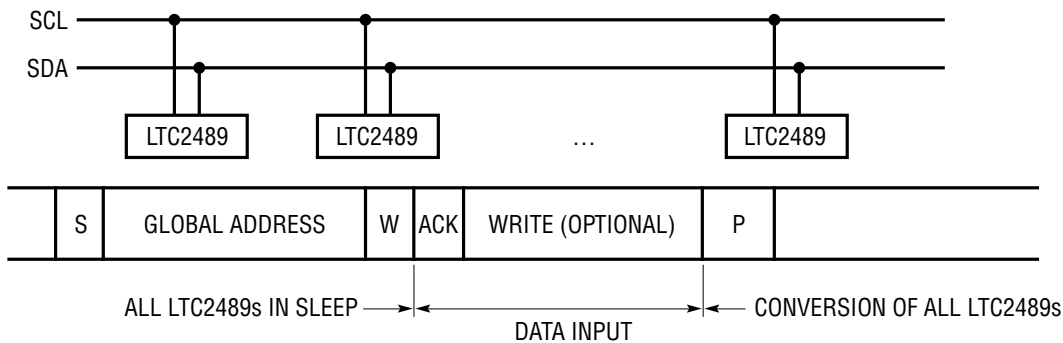 SCL
SDA
LTC2489 LTC2489 … LTC2489
S GLOBAL ADDRESS W ACK WRITE (OPTIONAL) P
ALL LTC2489s IN SLEEP CONVERSION OF ALL LTC2489s
DATA INPUT